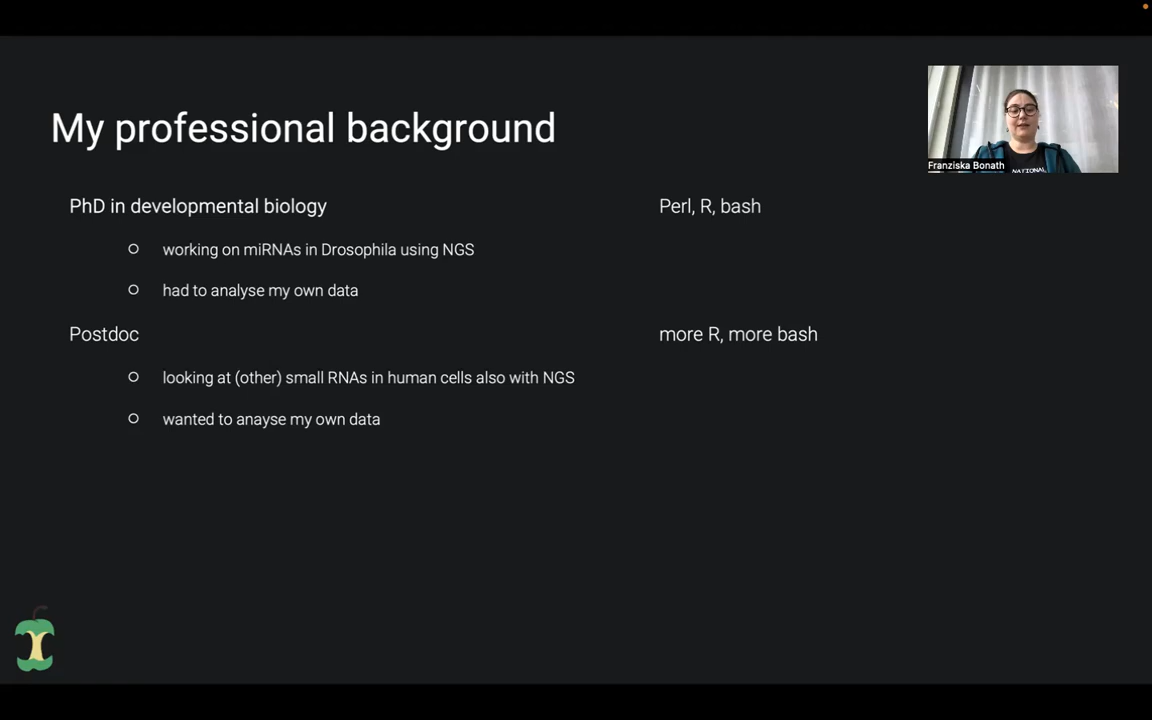 My professional background
Franziska Bonath
NATIONAL
PhD in developmental biology
Perl, R, bash
working on miRNAs in Drosophila using NGS
had to analyse my own data
Postdoc
more R, more bash
looking at (other) small RNAs in human cells also with NGS
wanted to anayse my own data